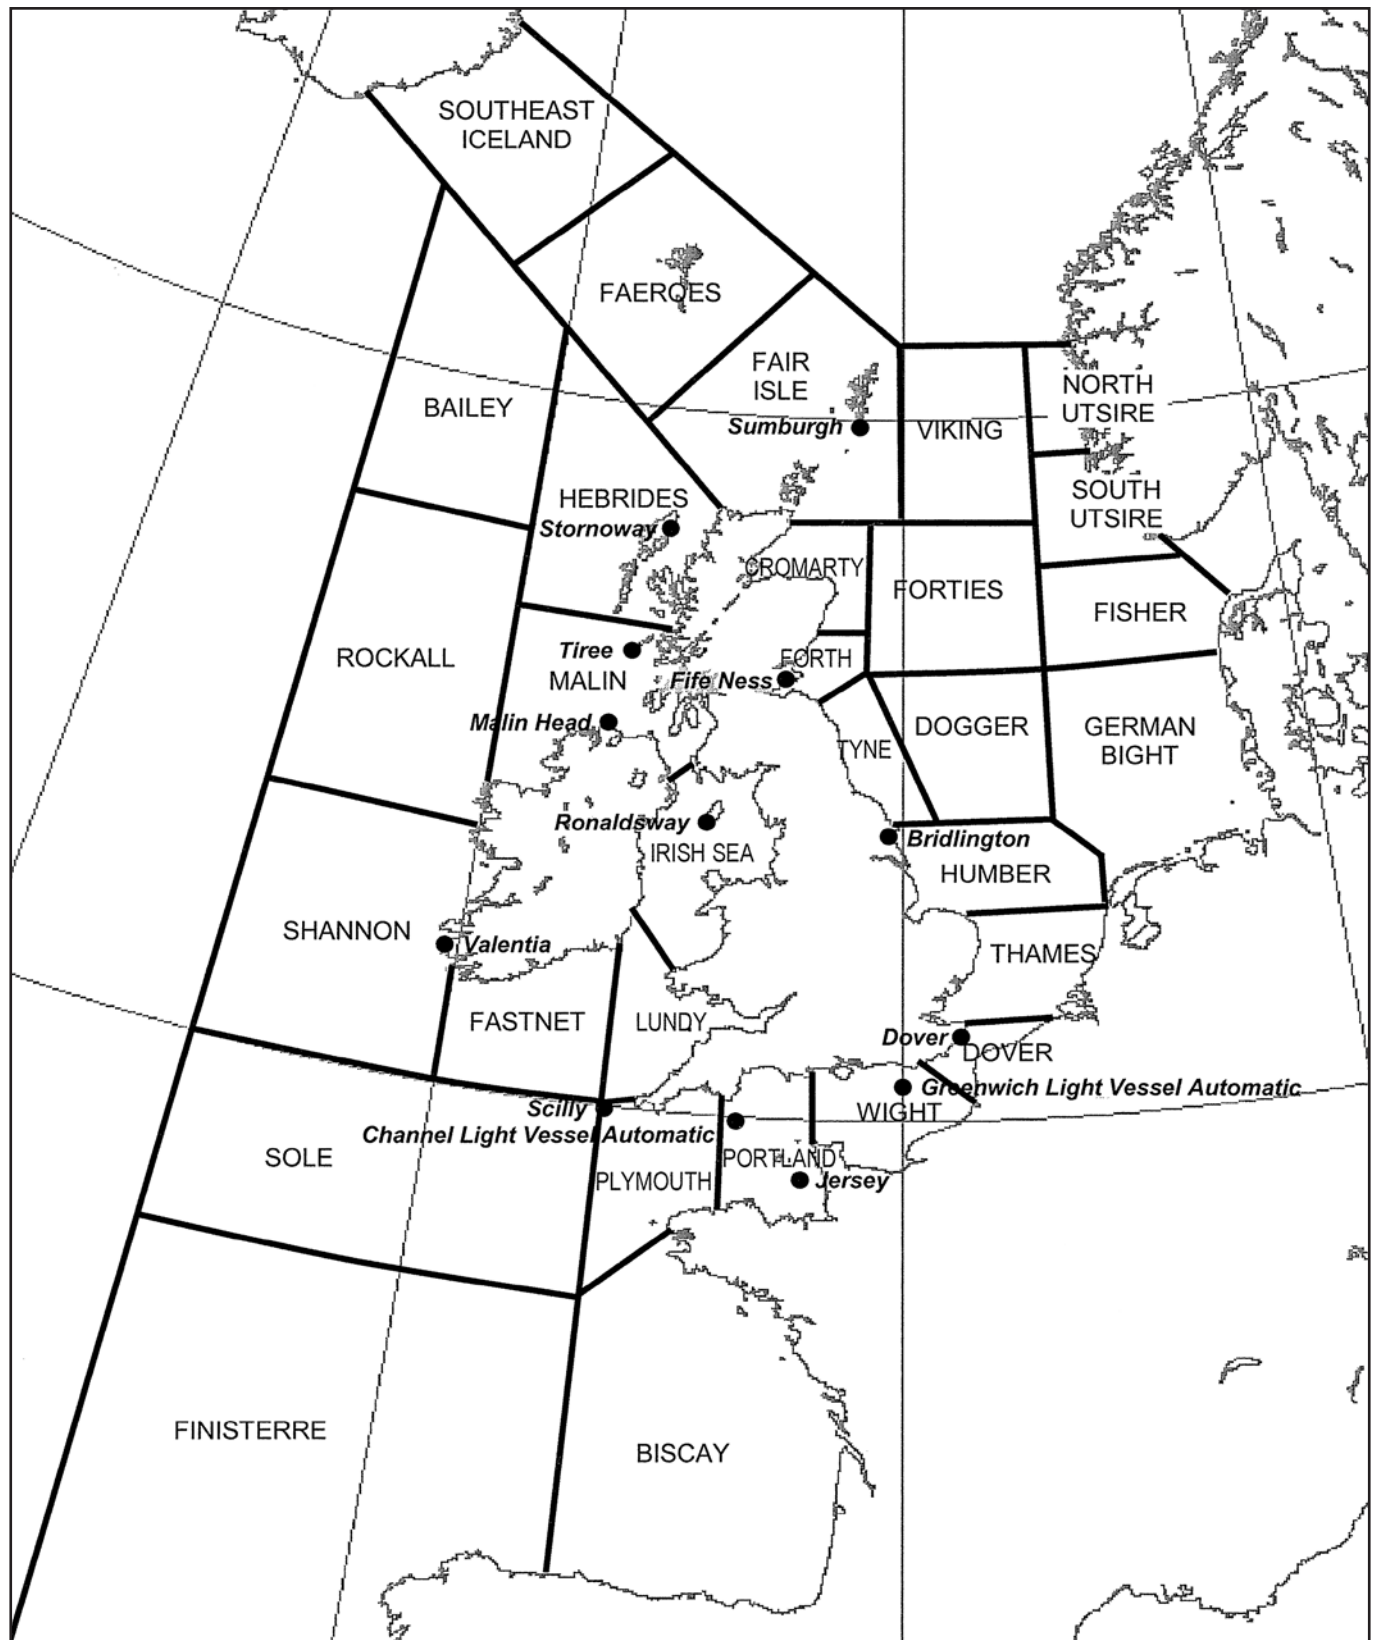 SOUTHEAST
ICELAND
FAEROES
FAIR
ISLE
NORTH
UTSIRE
BAILEY
Sumburgh
VIKING
HEBRIDES
SOUTH
UTSIRE
Stornoway
CROMARTY
FORTIES
FISHER
ROCKALL
Tiree
FORTH
MALIN
Fife Ness
Malin Head
DOGGER
GERMAN
BIGHT
TYNE
Ronaldsway
Bridlington
IRISH SEA
HUMBER
SHANNON
Valentia
THAMES
FASTNET
LUNDY
Dover
DOVER
Greenwich Light Vessel Automatic
Scilly
WIGHT
Channel Light Vessel Automatic
SOLE
PORTLAND
PLYMOUTH
Jersey
FINISTERRE
BISCAY